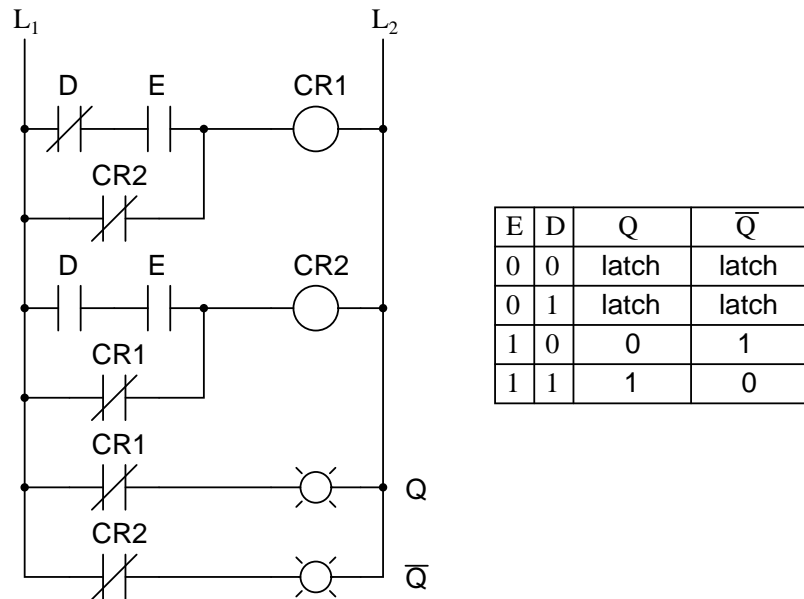 L₁ L₂
D E CR1
CR2
D E CR2
CR1
CR1
Q
CR2
Q̅
E D Q Q̅
0 0 latch latch
0 1 latch latch
1 0 0 1
1 1 1 0